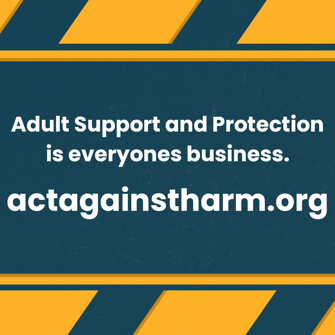 Adult Support and Protection
is everyones business.
actagainstharm.org